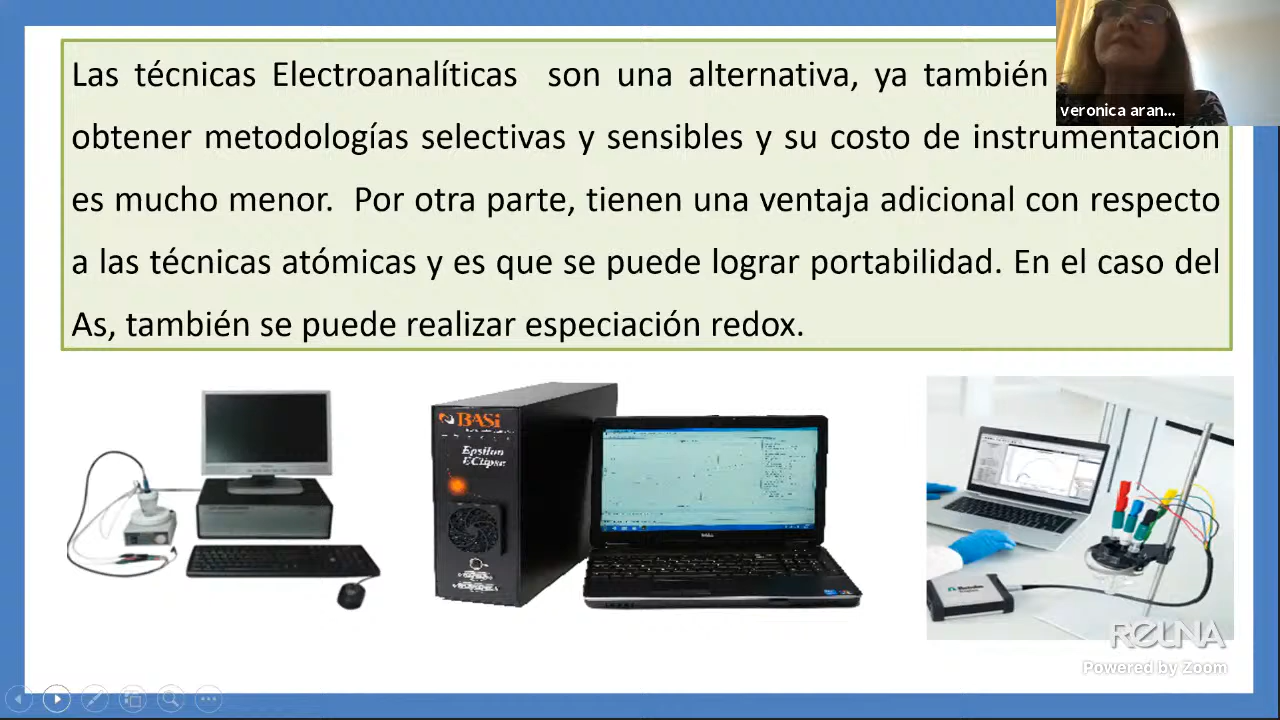 Las técnicas Electroanalíticas son una alternativa, ya también
obtener metodologías selectivas y sensibles y su costo de instrumentación
es mucho menor. Por otra parte, tienen una ventaja adicional con respecto
a las técnicas atómicas y es que se puede lograr portabilidad. En el caso del
As, también se puede realizar especiación redox.
veronica aran...
BASi
Epsilon
EClipse
DELL
REUNA
Powered by Zoom